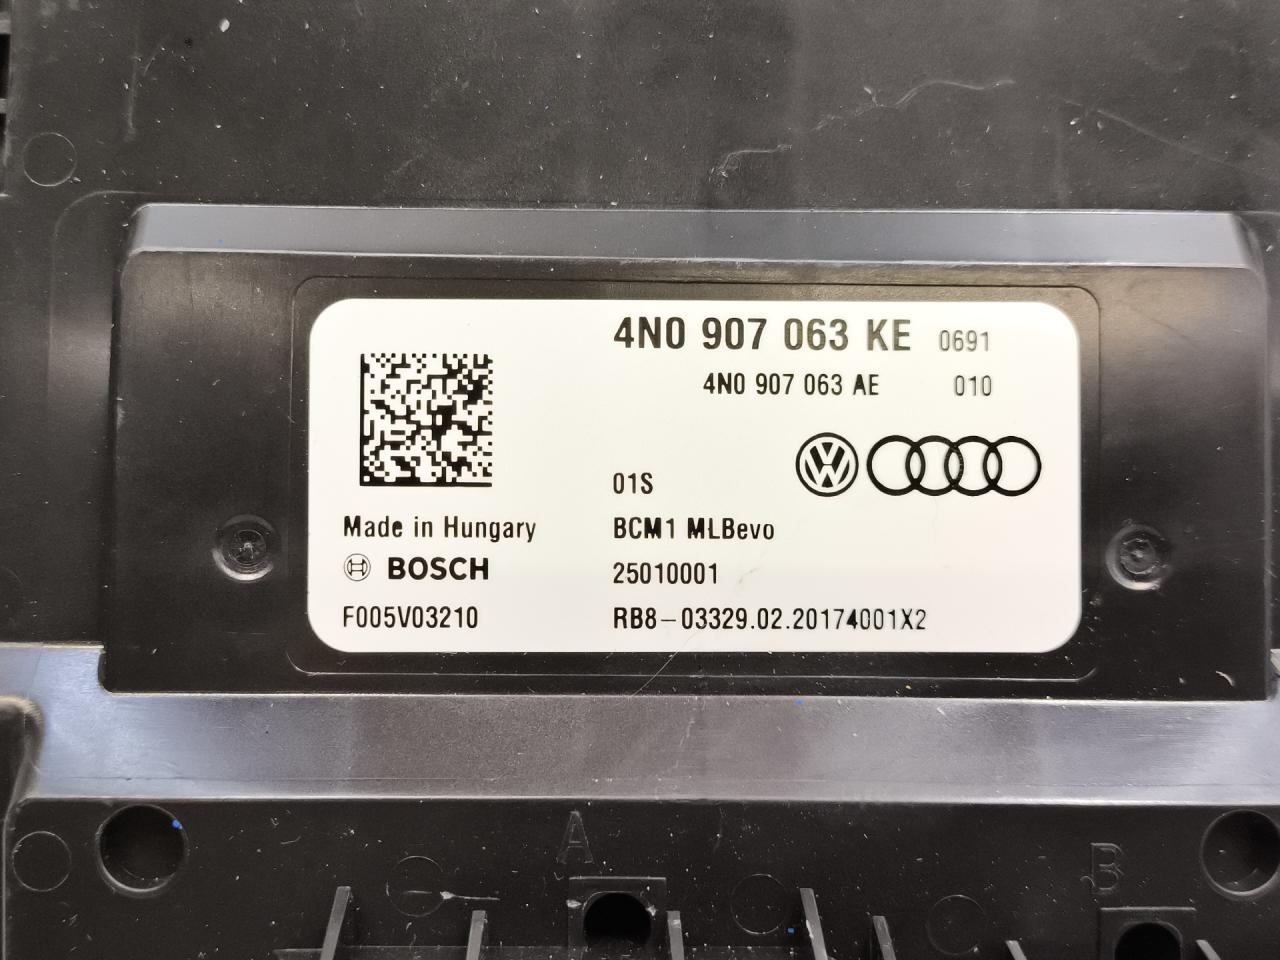 4N0 907 063 KE 0691
4N0 907 063 AE 010
01S
Made in Hungary
BCM1 MLBevo
BOSCH
25010001
F005V03210
RB8-03329.02.20174001X2
A
B